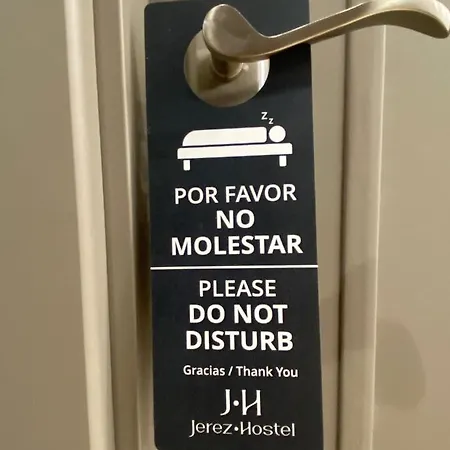 z
z
POR FAVOR
NO
MOLESTAR
PLEASE
DO NOT
DISTURB
Gracias / Thank You
J·H
Jerez·Hostel